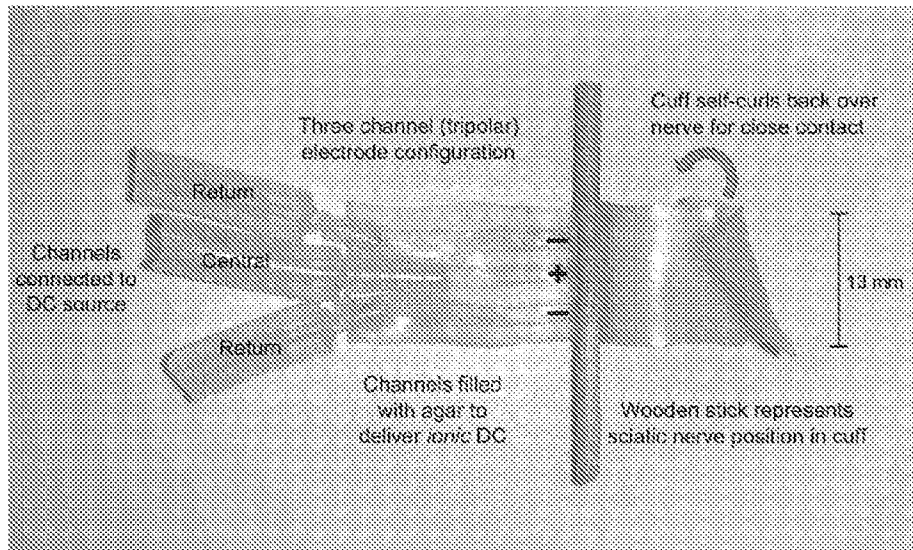 Three channel (tripolar)
electrode configuration
Cuff self-curls back over
nerve for close contact
Return
Channels
connected to
DC source
Central
Return
−
+
−
13 mm
Channels filled
with agar to
deliver ionic DC
Wooden stick represents
sciatic nerve position in cuff